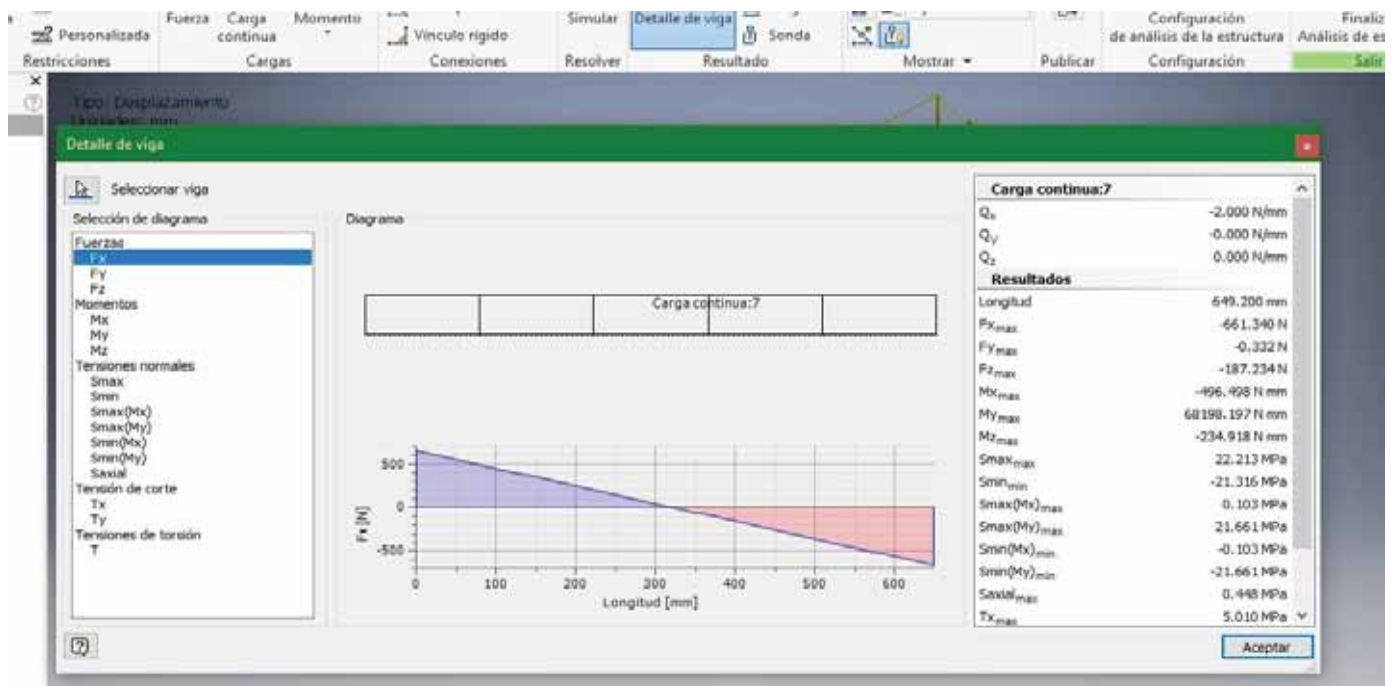 Fuerza Carga continua Momento Simular Detalle de viga Configuración de análisis de la estructura
Personalizada Vínculo rígido Sonda
Restricciones Cargas Conexiones Resolver Resultado Mostrar Publicar Configuración Salir
Tipo: Desplazamiento
Unidades: mm
Detalle de viga
Seleccionar viga
Selección de diagrama
Fuerzas
Fx
Fy
Fz
Momentos
Mx
My
Mz
Tensiones normales
Smax
Smin
Smax(Mx)
Smax(My)
Smin(Mx)
Smin(My)
Saxial
Tensión de corte
Tx
Ty
Tensiones de torsión
T
Diagrama
Carga continua:7
500
0
-500
Fx [N]
0 100 200 300 400 500 600
Longitud [mm]
Carga continua:7
Qx -2.000 N/mm
Qy -0.000 N/mm
Qz 0.000 N/mm
Resultados
Longitud 649.200 mm
Fxmax -661.340 N
Fymax -0.332 N
Fzmax -187.234 N
Mxmax -496.498 N mm
Mymax 68198.197 N mm
Mzmax -234.918 N mm
Smaxmax 22.213 MPa
Sminmin -21.316 MPa
Smax(Mx)max 0.103 MPa
Smax(My)max 21.661 MPa
Smin(Mx)min -0.103 MPa
Smin(My)min -21.661 MPa
Saxialmax 0.448 MPa
Txmax 5.010 MPa
Aceptar